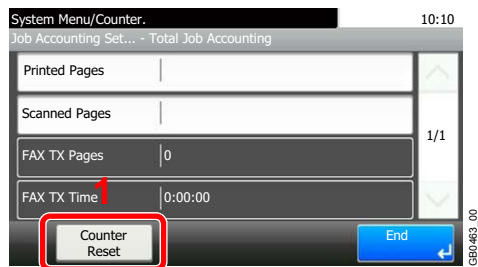 System Menu/Counter.
10:10
Job Accounting Set... - Total Job Accounting
Printed Pages
Scanned Pages
1/1
FAX TX Pages 0
FAX TX Time 0:00:00
1
Counter
Reset
End
GB0463_00